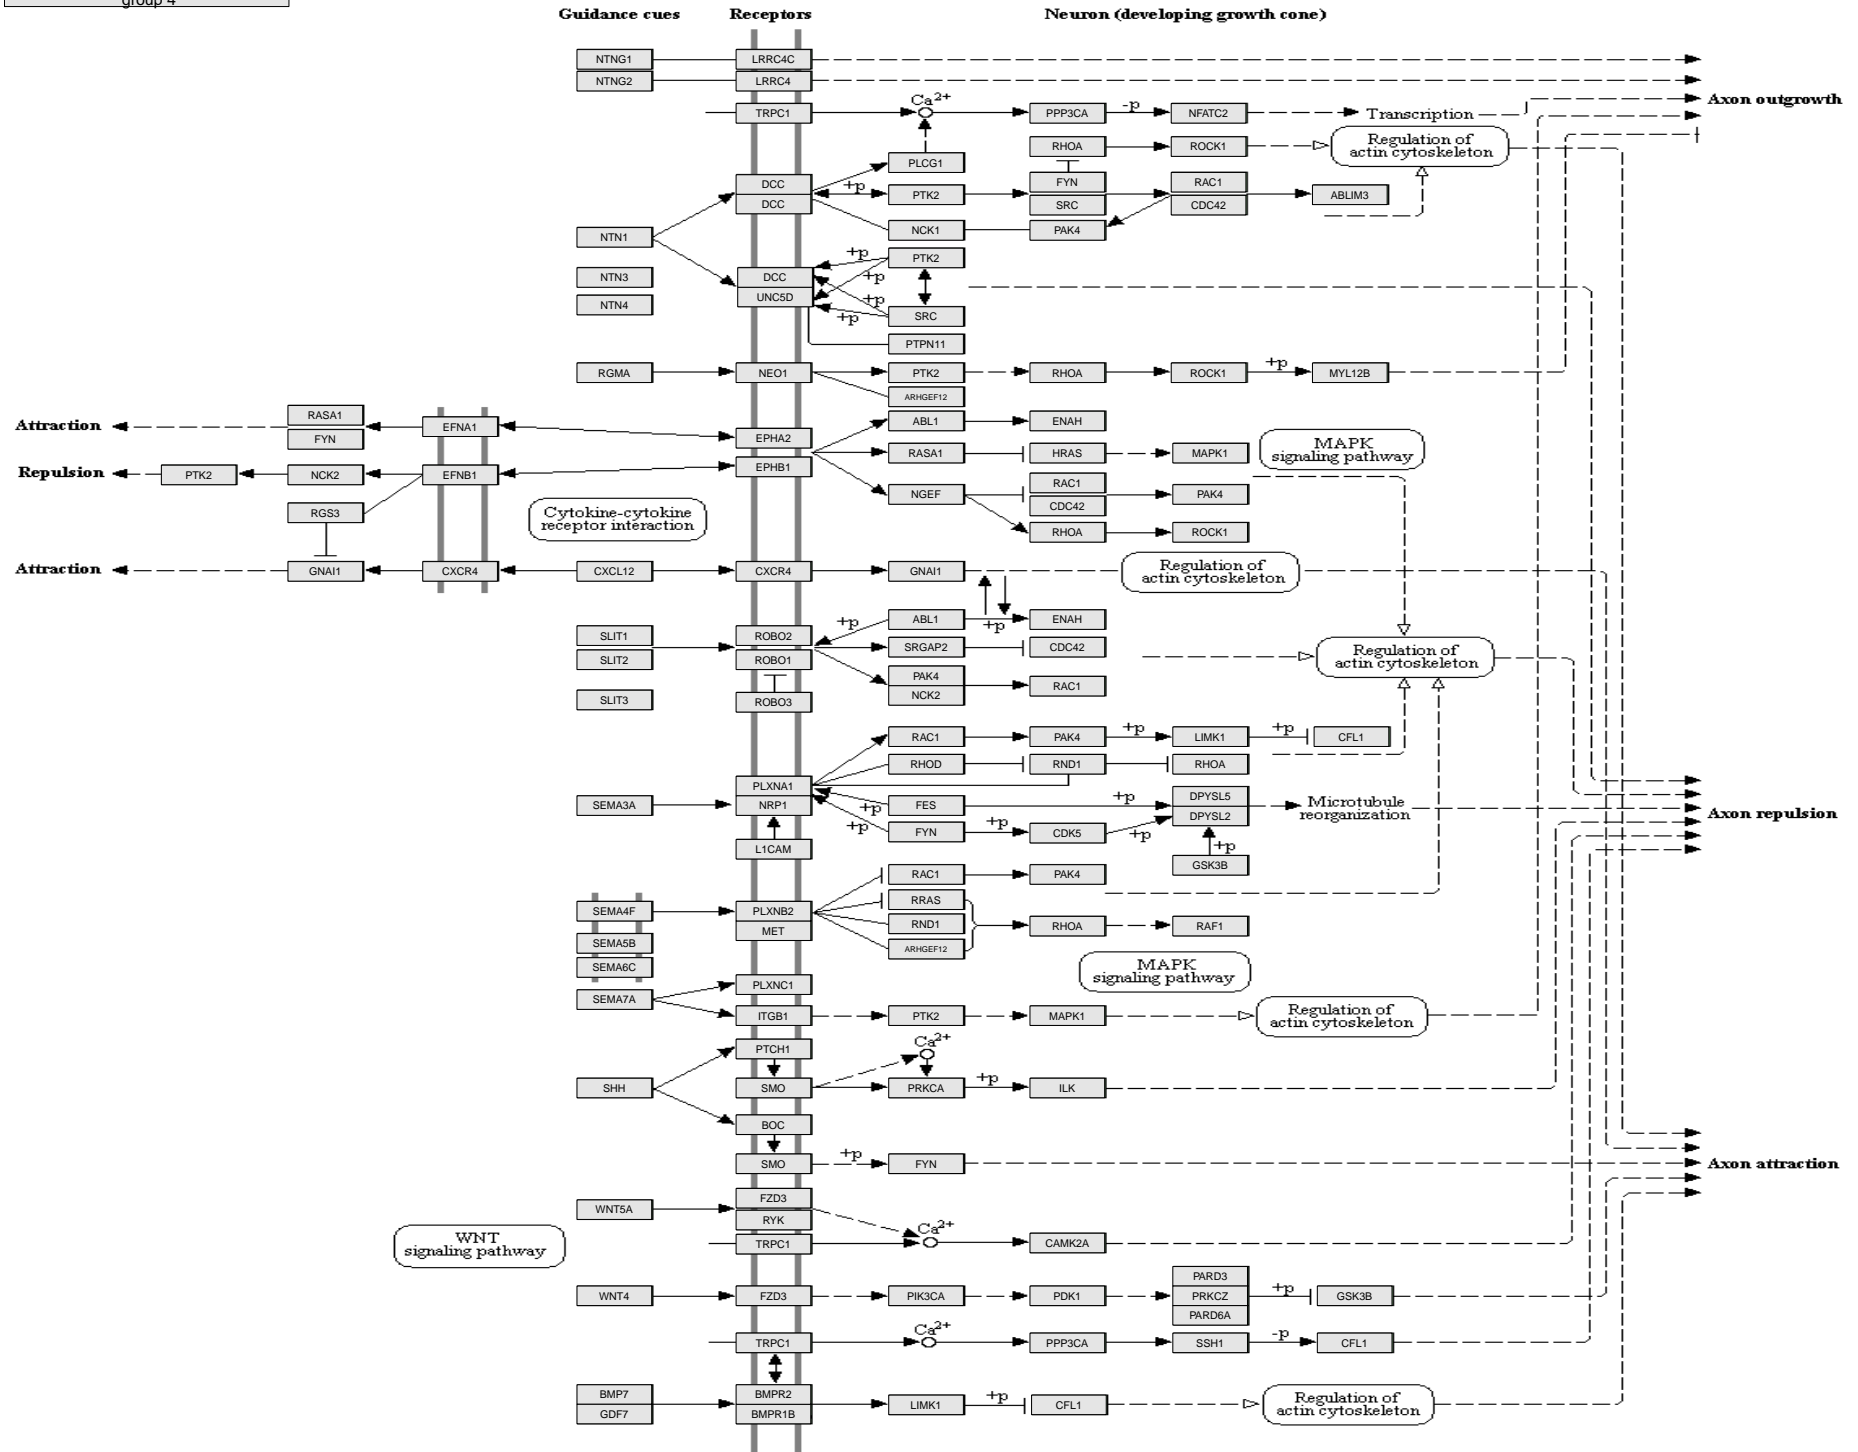 group 4
Guidance cues Receptors Neuron (developing growth cone)
NTNG1 LRRC4C
NTNG2 LRRC4
Ca2+
TRPC1 PPP3CA -p NFATC2 Transcription Axon outgrowth
RHOA ROCK1 Regulation of
actin cytoskeleton
PLCG1
DCC +p PTK2 FYN RAC1 ABLIM3
DCC SRC CDC42
NCK1 PAK4
NTN1
+p PTK2
NTN3 DCC +p
NTN4 UNC5D +p
+p SRC
PTPN11
RGMA NEO1 PTK2 RHOA ROCK1 +p MYL12B
ARHGEF12
RASA1 ABL1 ENAH
Attraction EFNA1
FYN EPHA2 MAPK
signaling pathway
RASA1 HRAS MAPK1
Repulsion PTK2 NCK2 EFNB1 EPHB1
RAC1
NGEF PAK4
CDC42
RGS3 Cytokine-cytokine
receptor interaction
RHOA ROCK1
Attraction GNAI1 CXCR4 CXCL12 CXCR4 GNAI1 Regulation of
actin cytoskeleton
+p ABL1 +p ENAH
SLIT1 ROBO2 SRGAP2 CDC42
SLIT2 ROBO1 Regulation of
actin cytoskeleton
PAK4
NCK2 RAC1
SLIT3 ROBO3
RAC1 PAK4 +p LIMK1 +p CFL1
RHOD RND1 RHOA
PLXNA1
SEMA3A NRP1 +p FES +p DPYSL5 Microtubule
reorganization
DPYSL2 Axon repulsion
+p FYN +p CDK5 +p
L1CAM +p
GSK3B
RAC1 PAK4
RRAS
SEMA4F PLXNB2 RND1 RHOA RAF1
MET ARHGEF12
SEMA5B
SEMA6C MAPK
signaling pathway
PLXNC1
SEMA7A
ITGB1 PTK2 MAPK1 Regulation of
actin cytoskeleton
PTCH1 Ca2+
SHH SMO PRKCA +p ILK
BOC
SMO +p FYN Axon attraction
FZD3
WNT5A RYK Ca2+
WNT
signaling pathway
TRPC1 CAMK2A
PARD3
WNT4 FZD3 PIK3CA PDK1 PRKCZ +p GSK3B
PARD6A
Ca2+
TRPC1 PPP3CA SSH1 -p CFL1
BMP7 BMPR2 LIMK1 +p CFL1 Regulation of
actin cytoskeleton
GDF7 BMPR1B